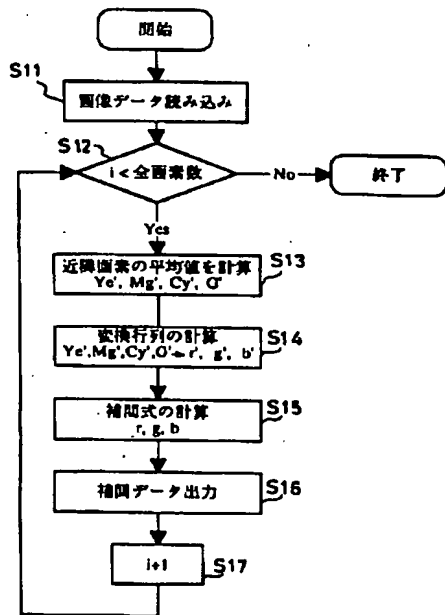 開始
S11
画像データ読み込み
S12
i < 全画素数
No
終了
Yes
近隣画素の平均値を計算
Ye', Mg', Cy', G'
S13
変換行列の計算
Ye',Mg',Cy',G' r', g', b'
S14
補間式の計算
r, g, b
S15
補間データ出力
S16
i+1
S17